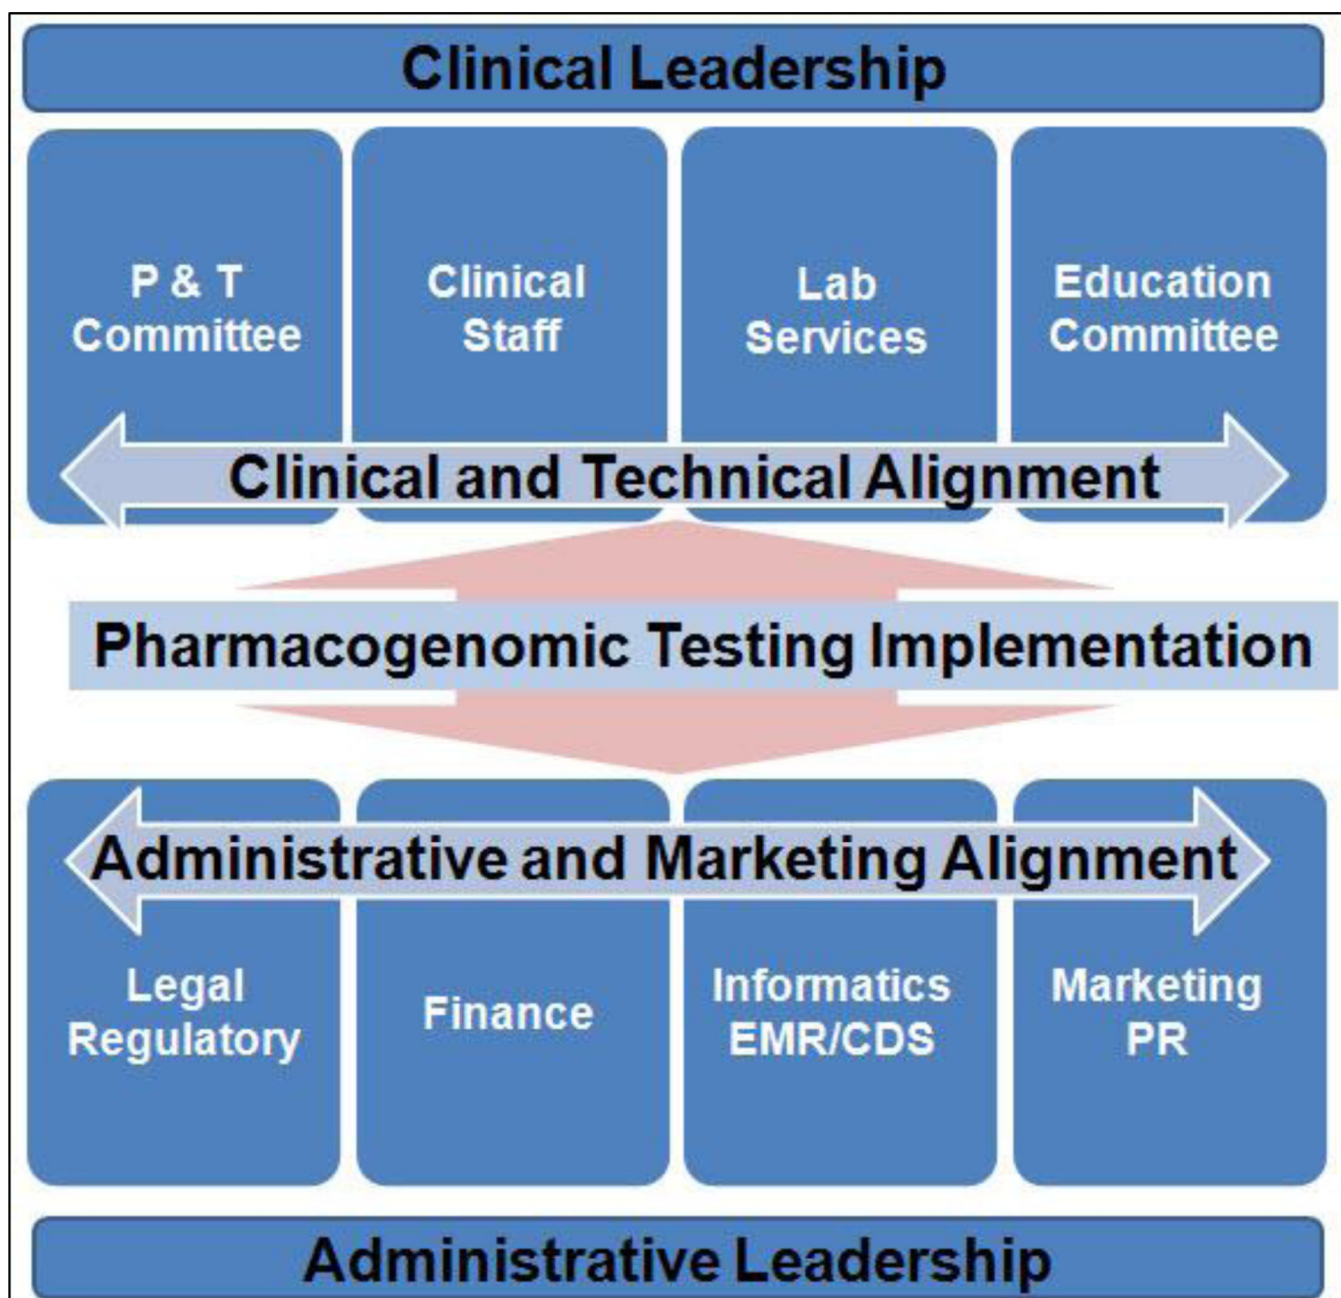 Clinical Leadership
P & T
Committee
Clinical
Staff
Lab
Services
Education
Committee
Clinical and Technical Alignment
Pharmacogenomic Testing Implementation
Administrative and Marketing Alignment
Legal
Regulatory
Finance
Informatics
EMR/CDS
Marketing
PR
Administrative Leadership